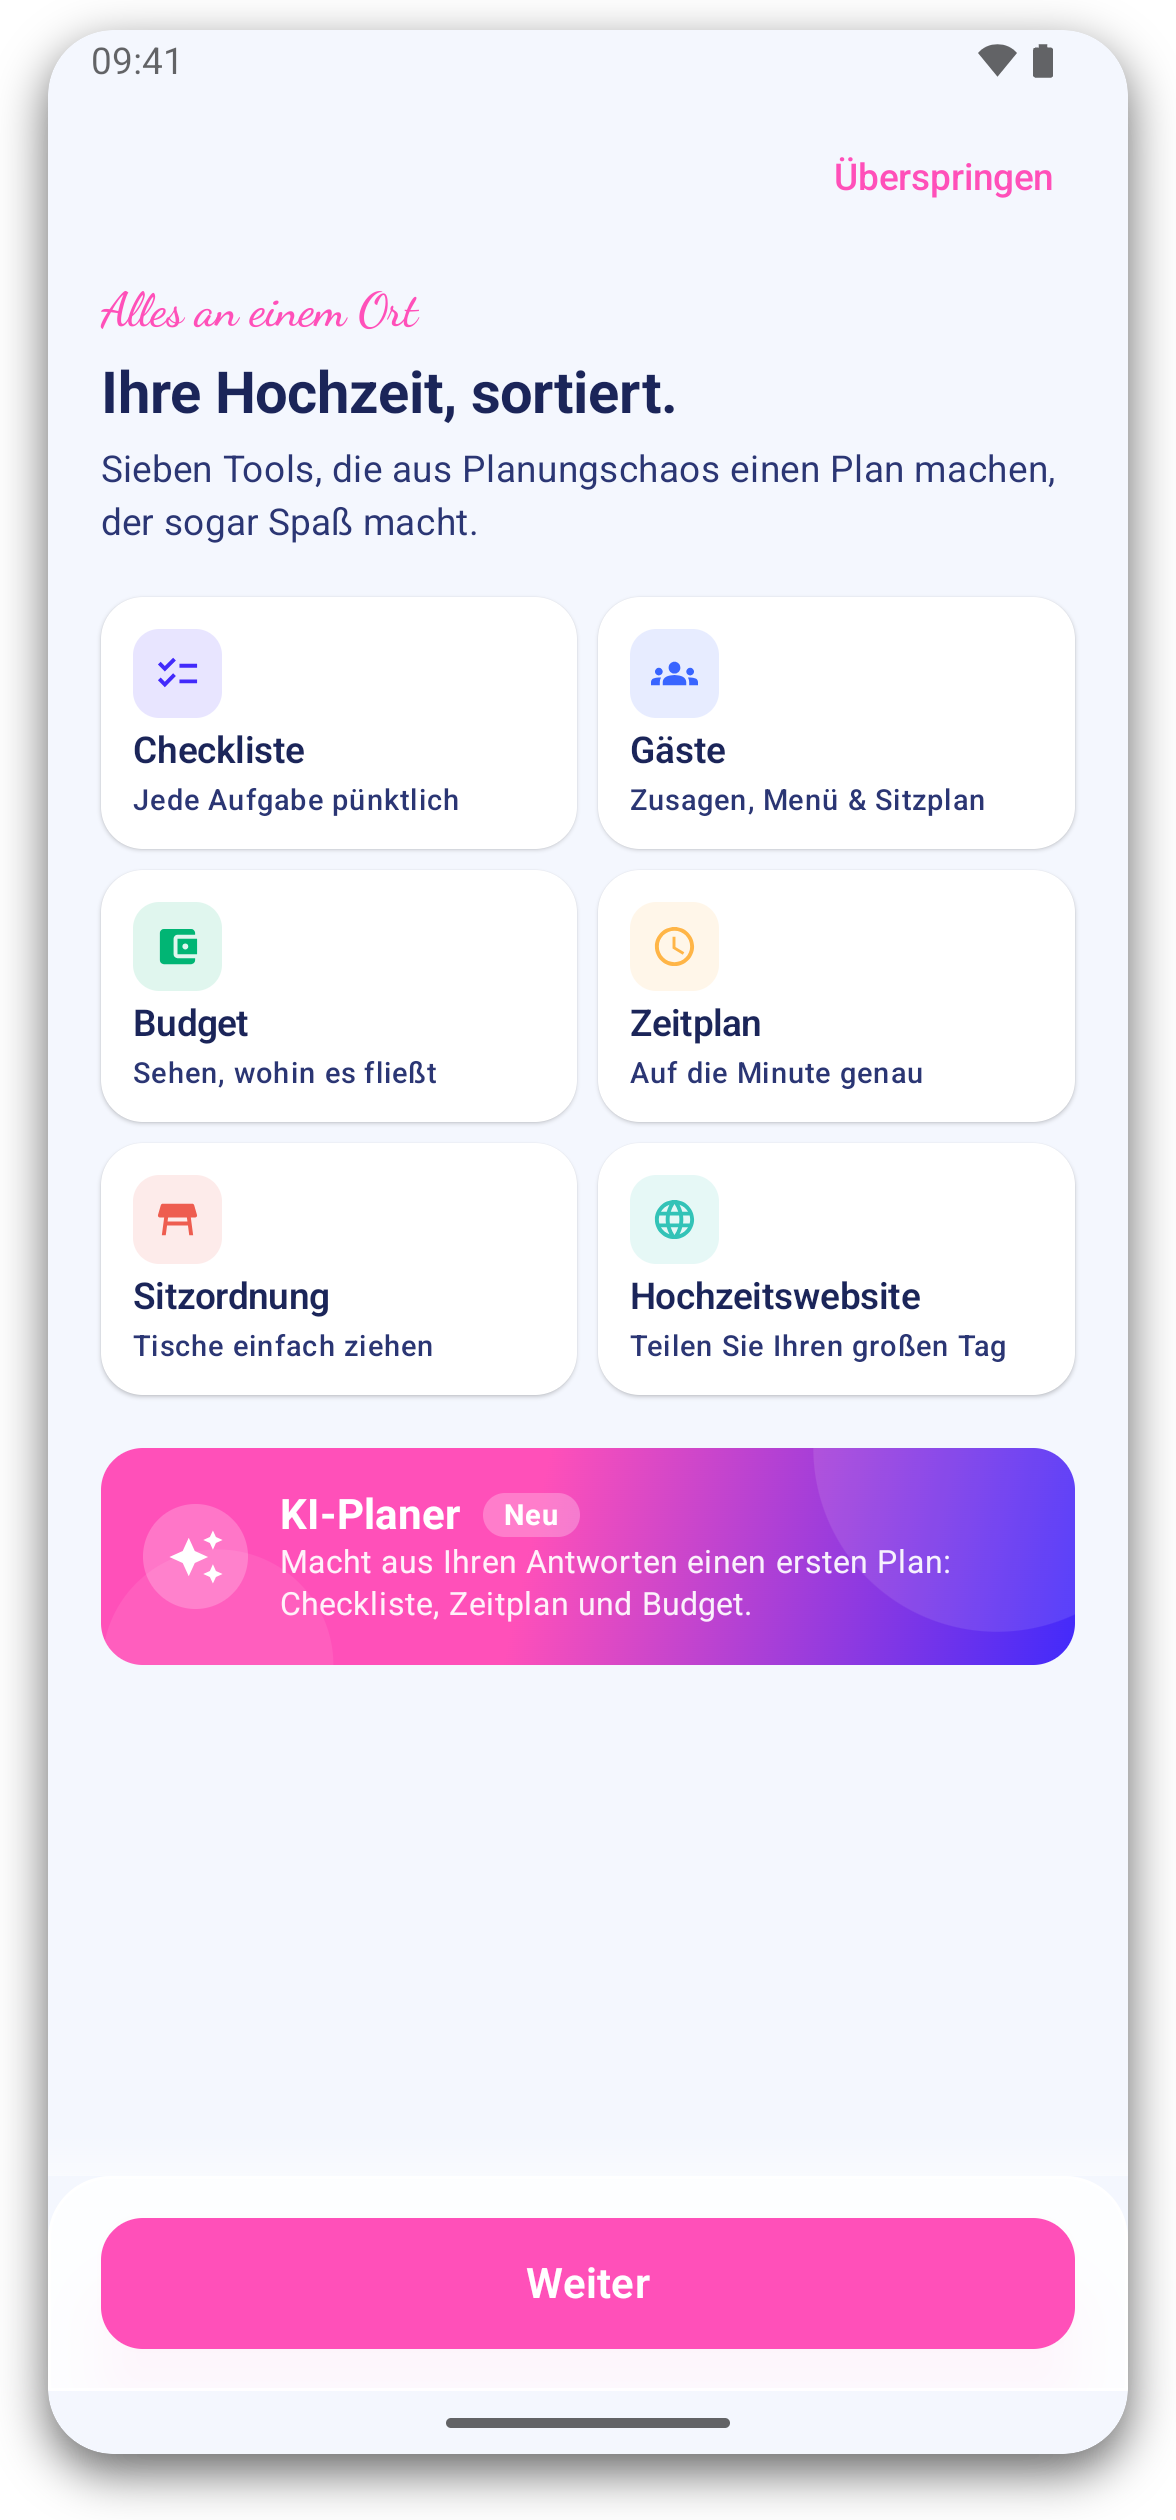 09:41
Überspringen
Alles an einem Ort
Ihre Hochzeit, sortiert.
Sieben Tools, die aus Planungschaos einen Plan machen,
der sogar Spaß macht.
Checkliste
Jede Aufgabe pünktlich
Gäste
Zusagen, Menü & Sitzplan
Budget
Sehen, wohin es fließt
Zeitplan
Auf die Minute genau
Sitzordnung
Tische einfach ziehen
Hochzeitswebsite
Teilen Sie Ihren großen Tag
KI-Planer Neu
Macht aus Ihren Antworten einen ersten Plan:
Checkliste, Zeitplan und Budget.
Weiter